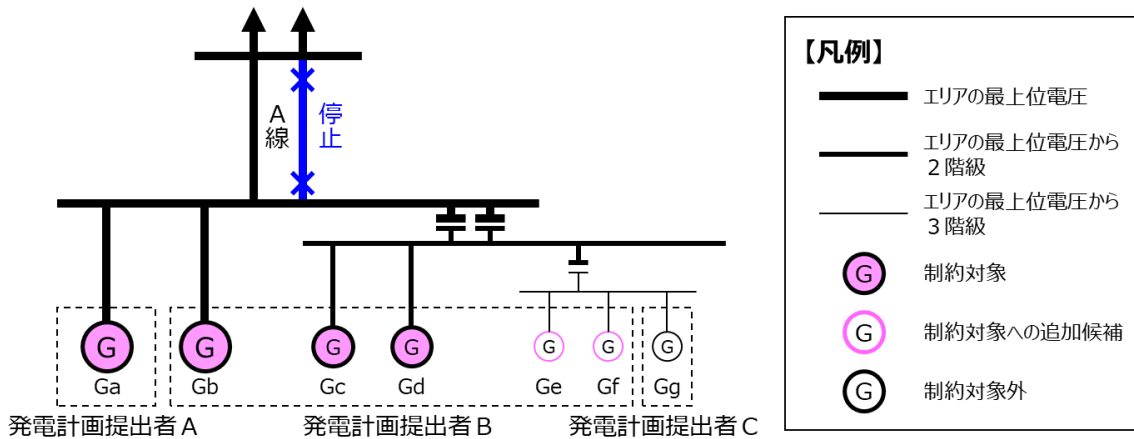 A線
停止
G
G
G
G
G
G
G
Ga
Gb
Gc
Gd
Ge
Gf
Gg
発電計画提出者A
発電計画提出者B
発電計画提出者C
【凡例】
エリアの最上位電圧
エリアの最上位電圧から
2階級
エリアの最上位電圧から
3階級
G
制約対象
G
制約対象への追加候補
G
制約対象外